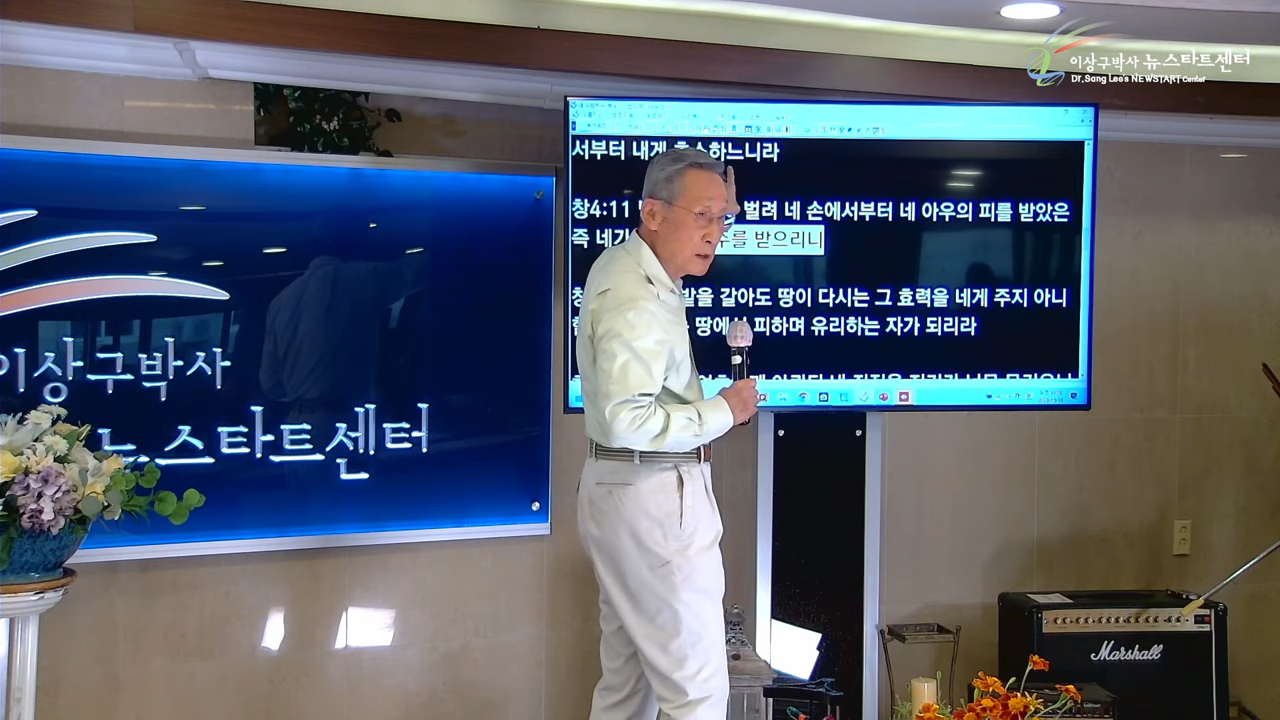 이상구박사 뉴스타트센터
Dr. Sang Lee's NEWSTART Center
서부터 내게 호소하느니라
창4:11 벌려 네 손에서부터 네 아우의 피를 받았은
즉 네가 받으리니
갈아도 땅이 다시는 그 효력을 네게 주지 아니
땅에서 피하며 유리하는 자가 되리라
이상구박사
뉴스타트센터
Marshall